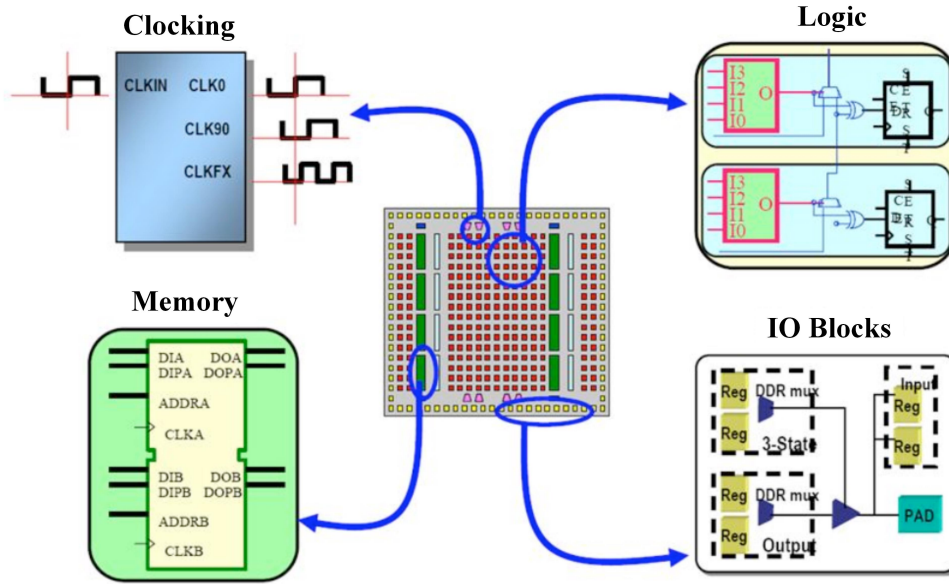 Clocking
CLKIN CLK0
CLK90
CLKFX
Logic
I3
I2
I1
I0
O
S
CE
R
T
I3
I2
I1
I0
O
S
CE
R
T
Memory
DIA DOA
DIPA DOPA
ADDRA
CLKA
DIB DOB
DIPB DOPB
ADDRB
CLKB
IO Blocks
Reg DDR mux
Reg
3-State
Input
Reg
Reg
Reg DDR mux
Reg
Output
PAD